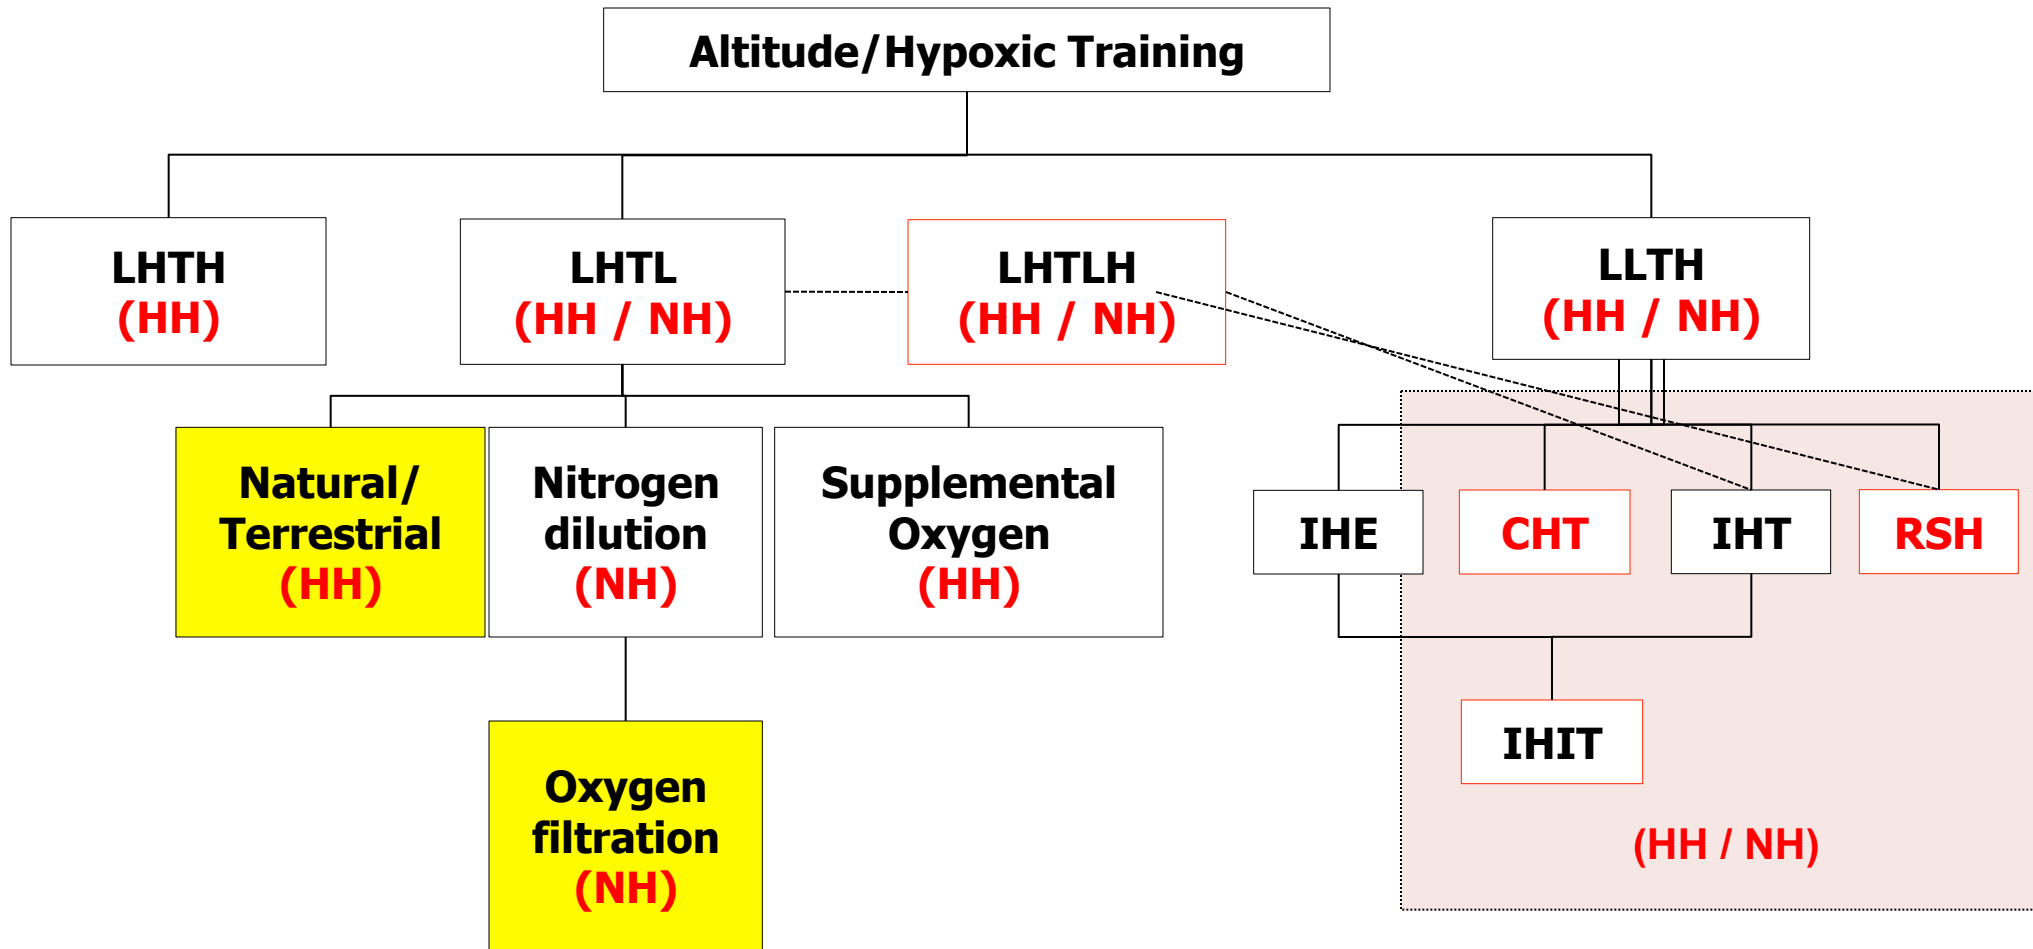 Altitude/Hypoxic Training
LHTH
(HH)
LHTL
(HH / NH)
LHTLH
(HH / NH)
LLTH
(HH / NH)
Natural/
Terrestrial
(HH)
Nitrogen
dilution
(NH)
Supplemental
Oxygen
(HH)
IHE
CHT
IHT
RSH
IHIT
Oxygen
filtration
(NH)
(HH / NH)